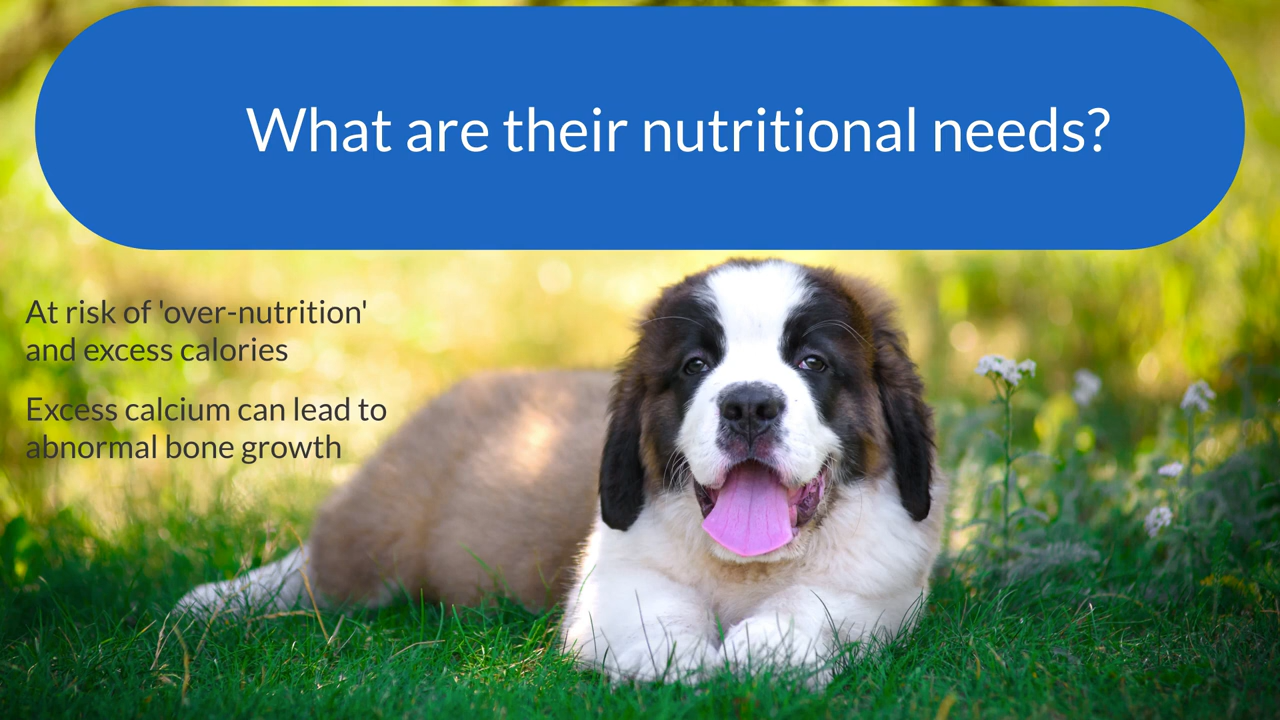 What are their nutritional needs?
At risk of 'over-nutrition'
and excess calories
Excess calcium can lead to
abnormal bone growth